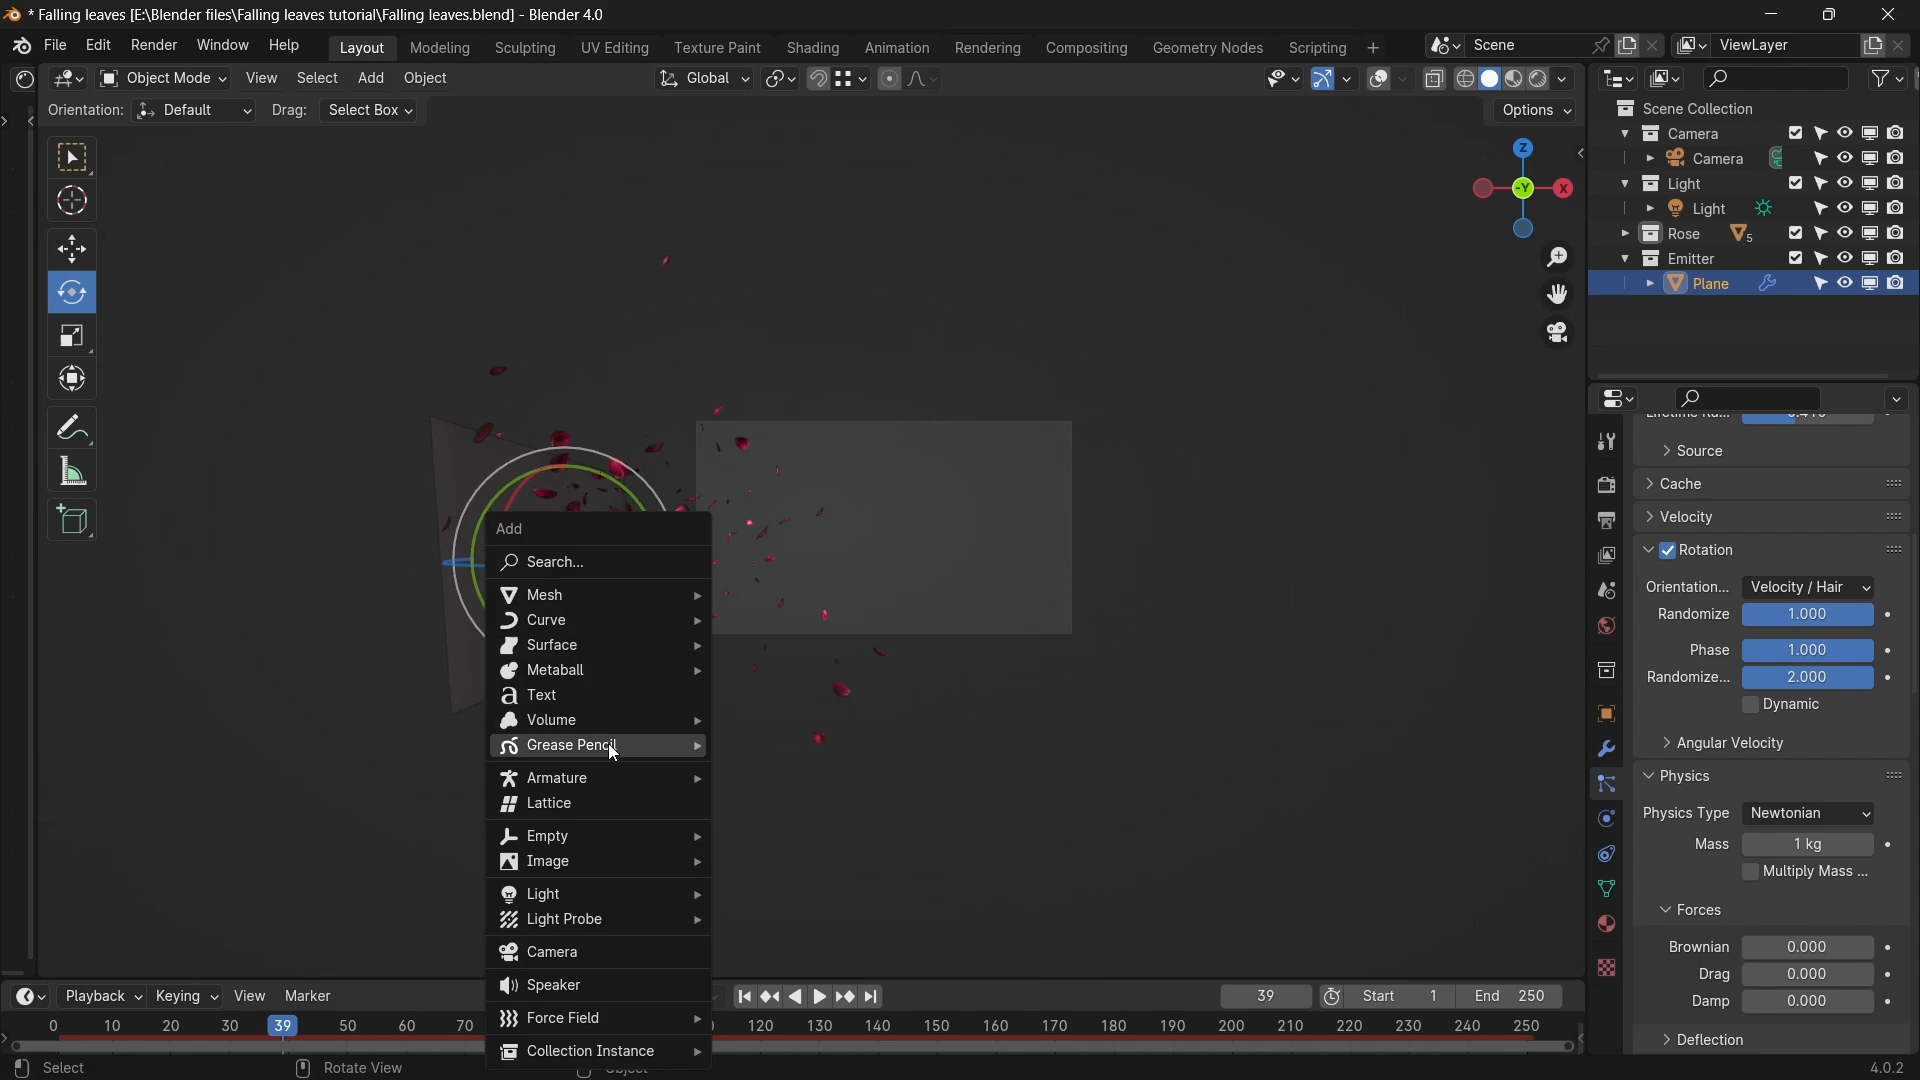 * Falling leaves [E:\Blender files\Falling leaves tutorial\Falling leaves.blend] - Blender 4.0
File Edit Render Window Help Layout Modeling Sculpting UV Editing Texture Paint Shading Animation Rendering Compositing Geometry Nodes Scripting + Scene ViewLayer
Object Mode View Select Add Object Global
Orientation: Default Drag: Select Box Options
Z
-Y X
Scene Collection
Camera
Camera
Light
Light
Rose 5
Emitter
Plane
Source
Cache
Velocity
Rotation
Orientation... Velocity / Hair
Randomize 1.000
Phase 1.000
Randomize... 2.000
Dynamic
Angular Velocity
Physics
Physics Type Newtonian
Mass 1 kg
Multiply Mass ...
Forces
Brownian 0.000
Drag 0.000
Damp 0.000
Deflection
Add
Search...
Mesh
Curve
Surface
Metaball
Text
Volume
Grease Pencil
Armature
Lattice
Empty
Image
Light
Light Probe
Camera
Speaker
Force Field
Collection Instance
Playback Keying View Marker 39 Start 1 End 250
0 10 20 30 39 50 60 70 120 130 140 150 160 170 180 190 200 210 220 230 240 250
Select Rotate View Object 4.0.2